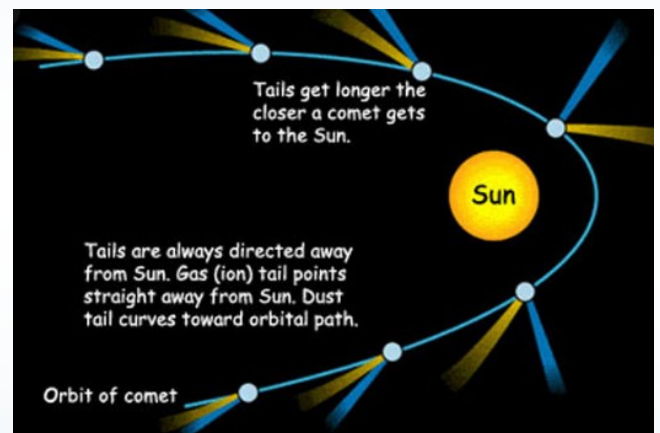 Tails get longer the
closer a comet gets
to the Sun.
Sun
Tails are always directed away
from Sun. Gas (ion) tail points
straight away from Sun. Dust
tail curves toward orbital path.
Orbit of comet